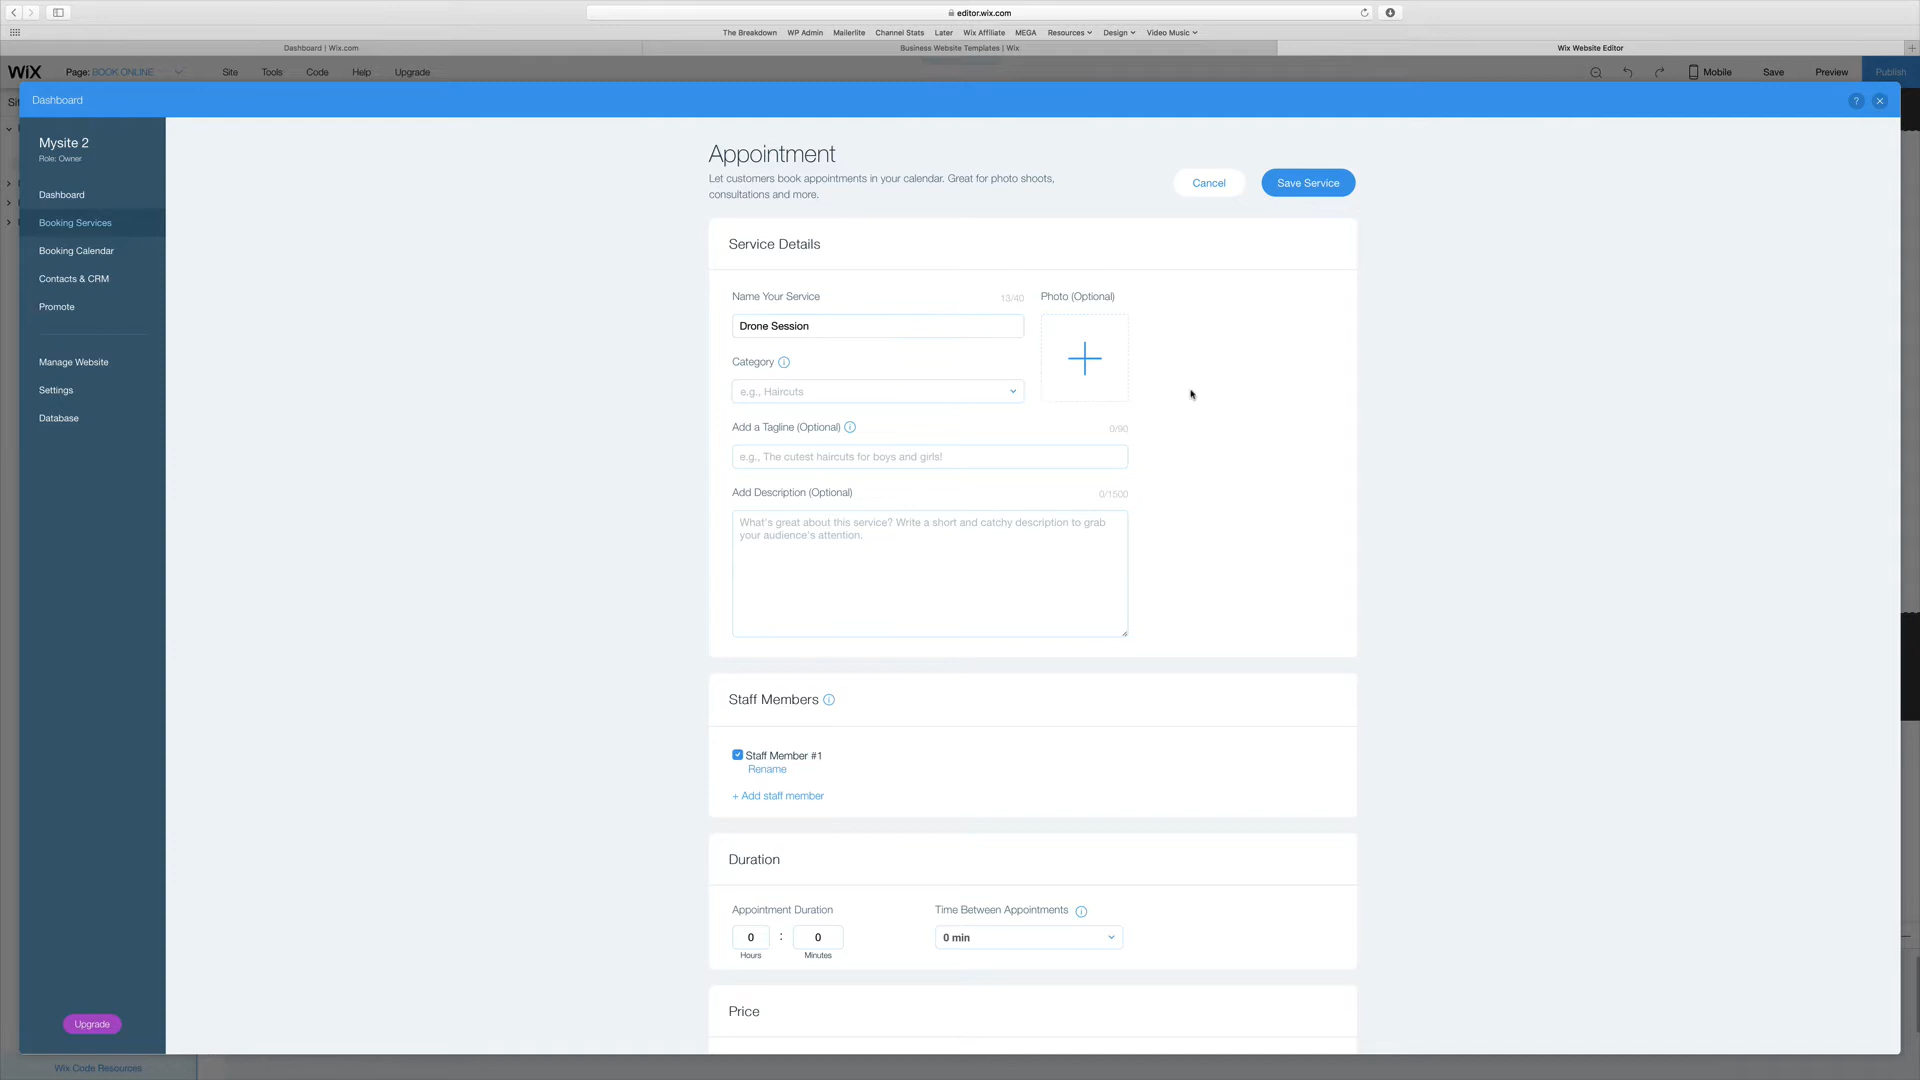 editor.wix.com
The Breakdown WP Admin Mailerlite Channel Stats Later Wix Affiliate MEGA Resources Design Video Music
Dashboard | Wix.com Business Website Templates | Wix Wix Website Editor
WiX Page: BOOK ONLINE Site Tools Code Help Upgrade Mobile Save Preview Publish
Dashboard ?
Mysite 2
Role: Owner
Dashboard
Booking Services
Booking Calendar
Contacts & CRM
Promote
Manage Website
Settings
Database
Upgrade
Wix Code Resources
Appointment
Let customers book appointments in your calendar. Great for photo shoots,
consultations and more.
Cancel Save Service
Service Details
Name Your Service 13/40 Photo (Optional)
Drone Session
Category
e.g., Haircuts
Add a Tagline (Optional) 0/90
e.g., The cutest haircuts for boys and girls!
Add Description (Optional) 0/1500
What's great about this service? Write a short and catchy description to grab
your audience's attention.
Staff Members
Staff Member #1
Rename
+ Add staff member
Duration
Appointment Duration Time Between Appointments
0 : 0 0 min
Hours Minutes
Price